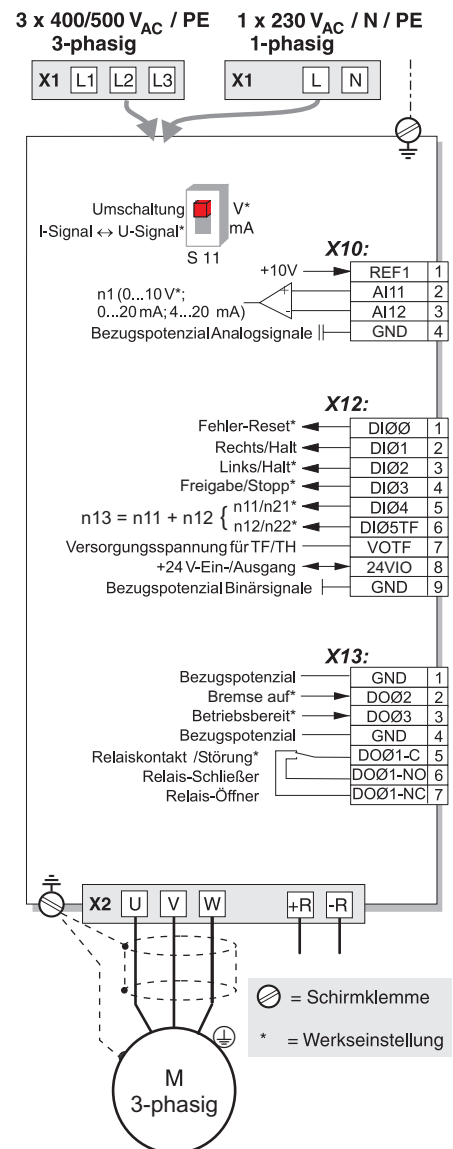 3 x 400/500 VAC / PE
3-phasig
1 x 230 VAC / N / PE
1-phasig
X1 L1 L2 L3
X1 L N
Umschaltung
I-Signal ↔ U-Signal*
V*
mA
S 11
X10:
+10V REF1 1
n1 (0...10 V*; + AI11 2
0...20 mA; 4...20 mA) - AI12 3
Bezugspotenzial Analogsignale GND 4
X12:
Fehler-Reset* DIØØ 1
Rechts/Halt DIØ1 2
Links/Halt* DIØ2 3
Freigabe/Stopp* DIØ3 4
n13 = n11 + n12 {
n11/n21* DIØ4 5
n12/n22* DIØ5TF 6
Versorgungsspannung für TF/TH VOTF 7
+24 V-Ein-/Ausgang 24VIO 8
Bezugspotenzial Binärsignale GND 9
X13:
Bezugspotenzial GND 1
Bremse auf* DOØ2 2
Betriebsbereit* DOØ3 3
Bezugspotenzial GND 4
Relaiskontakt /Störung* DOØ1-C 5
Relais-Schließer DOØ1-NO 6
Relais-Öffner DOØ1-NC 7
X2 U V W +R -R
= Schirmklemme
* = Werkseinstellung
M
3-phasig